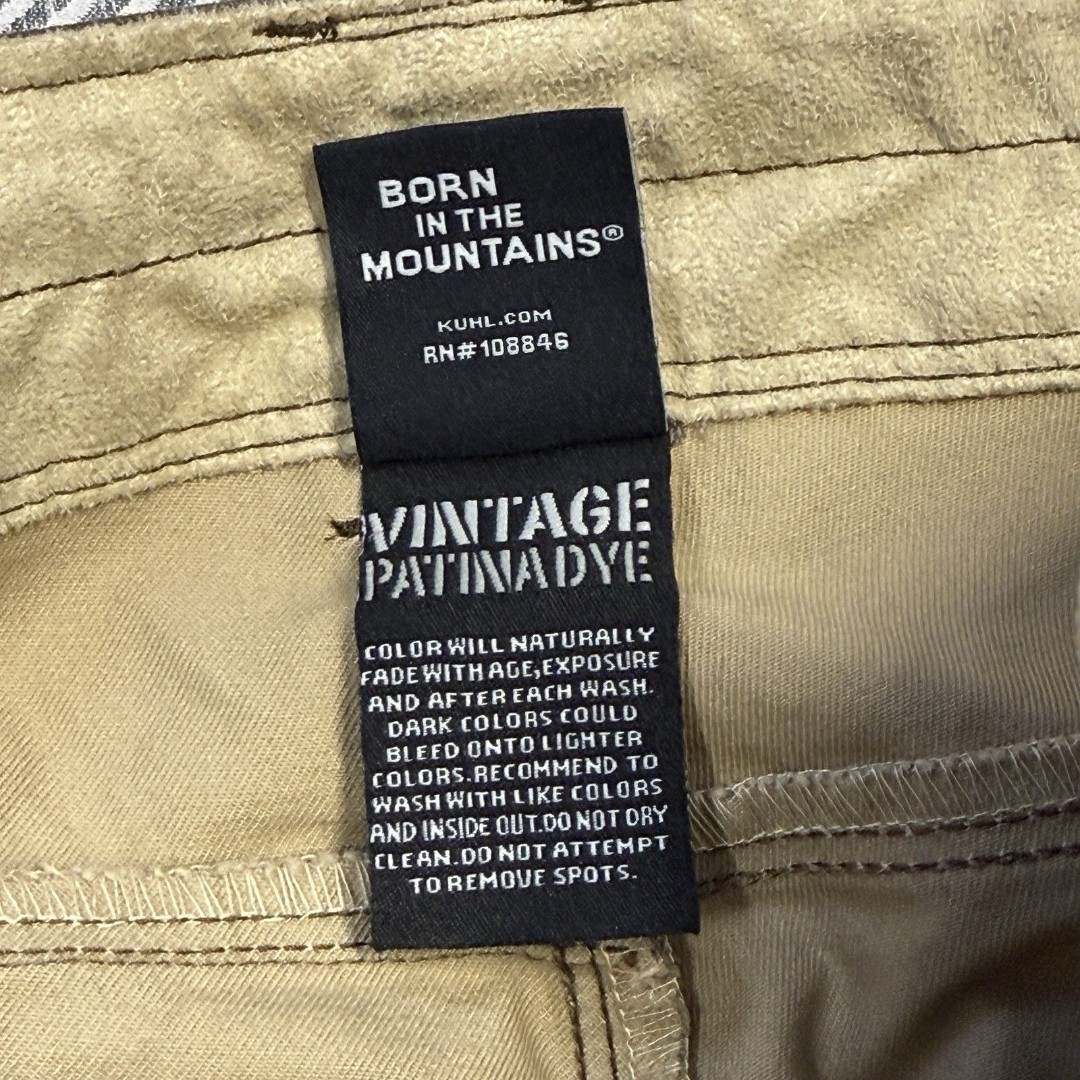 BORN
IN THE
MOUNTAINS®
KUHL.COM
RN#108846
VINTAGE
PATINA DYE
COLOR WILL NATURALLY
FADE WITH AGE,EXPOSURE
AND AFTER EACH WASH.
DARK COLORS COULD
BLEED ONTO LIGHTER
COLORS.RECOMMEND TO
WASH WITH LIKE COLORS
AND INSIDE OUT.DO NOT DRY
CLEAN.DO NOT ATTEMPT
TO REMOVE SPOTS.